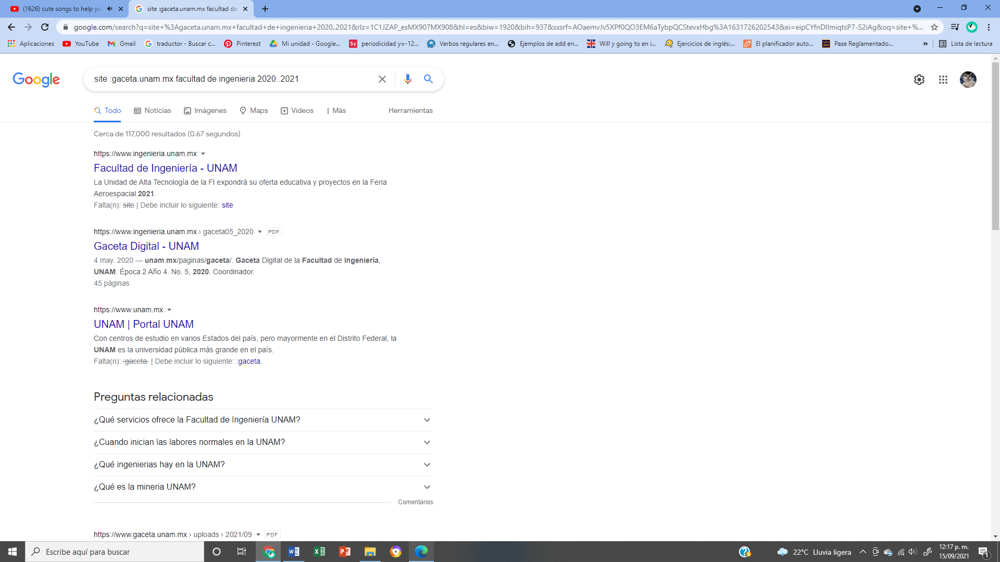 (1626) cute songs to help yo
site :gaceta.unam.mx facultad de
google.com/search?q=site+%3Agaceta.unam.mx+facultad+de+ingenieria+2020..2021&rlz=1C1JZAP_esMX907MX908&hl=es&biw=1920&bih=937&sxsrf=AOaemvJv5XPf0QO3EM6aTybpQCStevxHbg%3A1631726202543&ei=eipCYfnDIImiqtsP7-S2iAg&oq=site+%...
Aplicaciones YouTube Gmail traductor - Buscar c... Pinterest Mi unidad - Google... Sy periodicidad y=-12... Verbos regulares en... Ejemplos de add en... Will y going to en i... Ejercicios de inglés:... El planificador auto... Pase Reglamentado... » Lista de lectura
Google
site :gaceta.unam.mx facultad de ingenieria 2020..2021
Todo Noticias Imágenes Maps Vídeos Más Herramientas
Cerca de 117,000 resultados (0.67 segundos)
https://www.ingenieria.unam.mx
Facultad de Ingeniería - UNAM
La Unidad de Alta Tecnología de la FI expondrá su oferta educativa y proyectos en la Feria
Aeroespacial 2021.
Falta(n): site | Debe incluir lo siguiente: site
https://www.ingenieria.unam.mx › gaceta05_2020 PDF
Gaceta Digital - UNAM
4 may. 2020 — unam.mx/paginas/gaceta/. Gaceta Digital de la Facultad de Ingeniería,
UNAM. Época 2 Año 4. No. 5, 2020. Coordinador.
45 páginas
https://www.unam.mx
UNAM | Portal UNAM
Con centros de estudio en varios Estados del país, pero mayormente en el Distrito Federal, la
UNAM es la universidad pública más grande en el país.
Falta(n): :gaceta. | Debe incluir lo siguiente: :gaceta.
Preguntas relacionadas
¿Qué servicios ofrece la Facultad de Ingeniería UNAM?
¿Cuando inician las labores normales en la UNAM?
¿Qué ingenierias hay en la UNAM?
¿Qué es la mineria UNAM?
Comentarios
https://www.gaceta.unam.mx › uploads › 2021/09 PDF
Escribe aquí para buscar
22°C Lluvia ligera
12:17 p. m.
15/09/2021
1